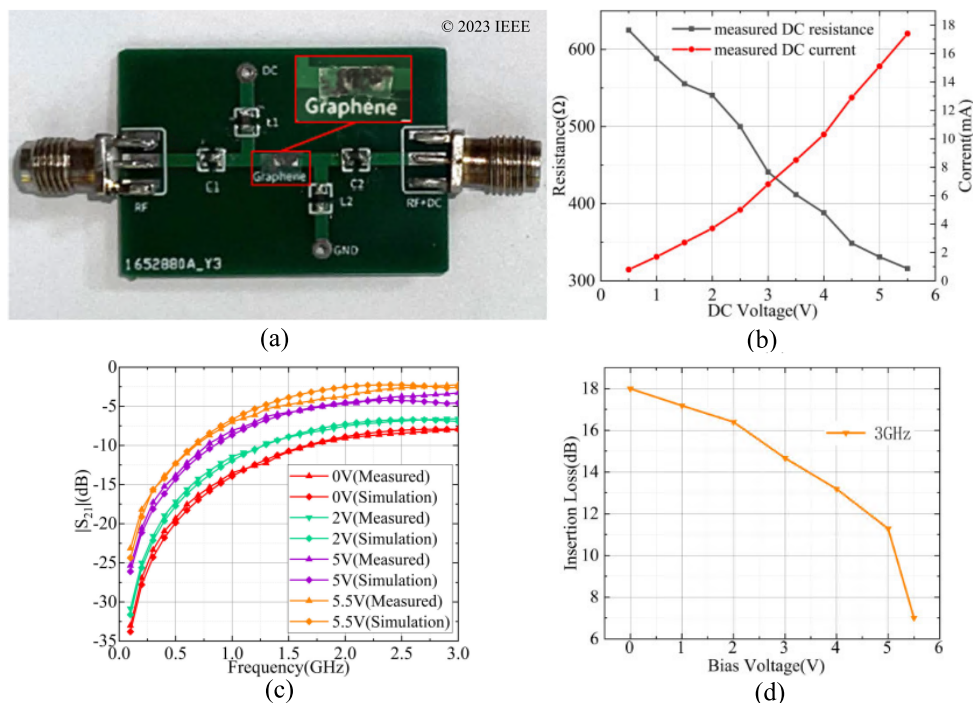 © 2023 IEEE
DC
L1
Graphene
C1
Graphene
C2
RF
L2
RF+DC
GND
1652880A_Y3
(a)
measured DC resistance
measured DC current
600
500
400
300
Resistance(Ω)
18
16
14
12
10
8
6
4
2
0
Current(mA)
0 1 2 3 4 5 6
DC Voltage(V)
(b)
0
-5
-10
-15
-20
-25
-30
-35
|S21|(dB)
0V(Measured)
0V(Simulation)
2V(Measured)
2V(Simulation)
5V(Measured)
5V(Simulation)
5.5V(Measured)
5.5V(Simulation)
0.0 0.5 1.0 1.5 2.0 2.5 3.0
Frequency(GHz)
(c)
18
16
14
12
10
8
6
Insertion Loss(dB)
3GHz
0 1 2 3 4 5 6
Bias Voltage(V)
(d)